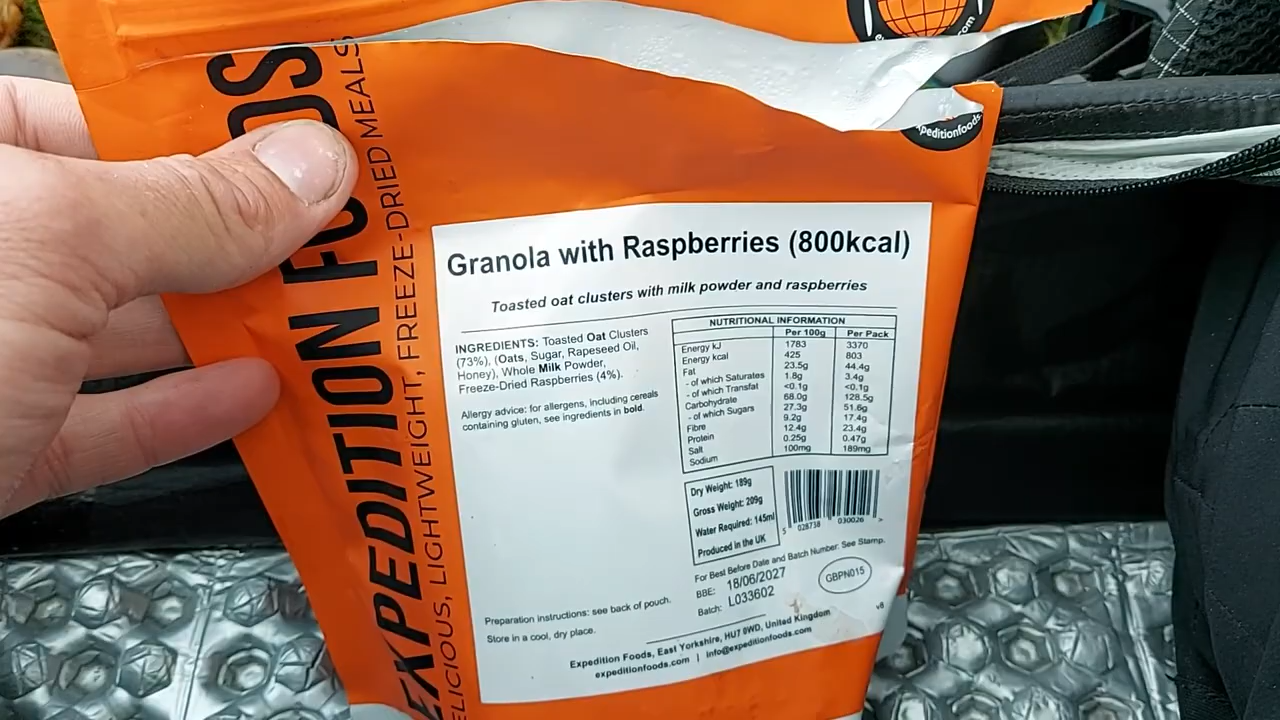 EXPEDITION FOODS
DELICIOUS, LIGHTWEIGHT, FREEZE-DRIED MEALS
expeditionfoods.
com
Granola with Raspberries (800kcal)
Toasted oat clusters with milk powder and raspberries
INGREDIENTS: Toasted Oat Clusters
(73%), (Oats, Sugar, Rapeseed Oil,
Honey), Whole Milk Powder,
Freeze-Dried Raspberries (4%).
Allergy advice: for allergens, including cereals
containing gluten, see ingredients in bold.
NUTRITIONAL INFORMATION
Per 100g Per Pack
Energy kJ 1783 3370
Energy kcal 425 803
Fat 23.5g 44.4g
- of which Saturates 1.8g 3.4g
- of which Transfat <0.1g <0.1g
Carbohydrate 68.0g 128.5g
- of which Sugars 27.3g 51.6g
Fibre 9.2g 17.4g
Protein 12.4g 23.4g
Salt 0.25g 0.47g
Sodium 100mg 189mg
Dry Weight: 189g
Gross Weight: 209g
Water Required: 145ml
Produced in the UK
5 028738 030026 >
For Best Before Date and Batch Number: See Stamp.
BBE: 18/06/2027
Batch: L033602
GBPN015
Preparation instructions: see back of pouch.
Store in a cool, dry place.
v8
Expedition Foods, East Yorkshire, HU7 0WD, United Kingdom
expeditionfoods.com | info@expeditionfoods.com